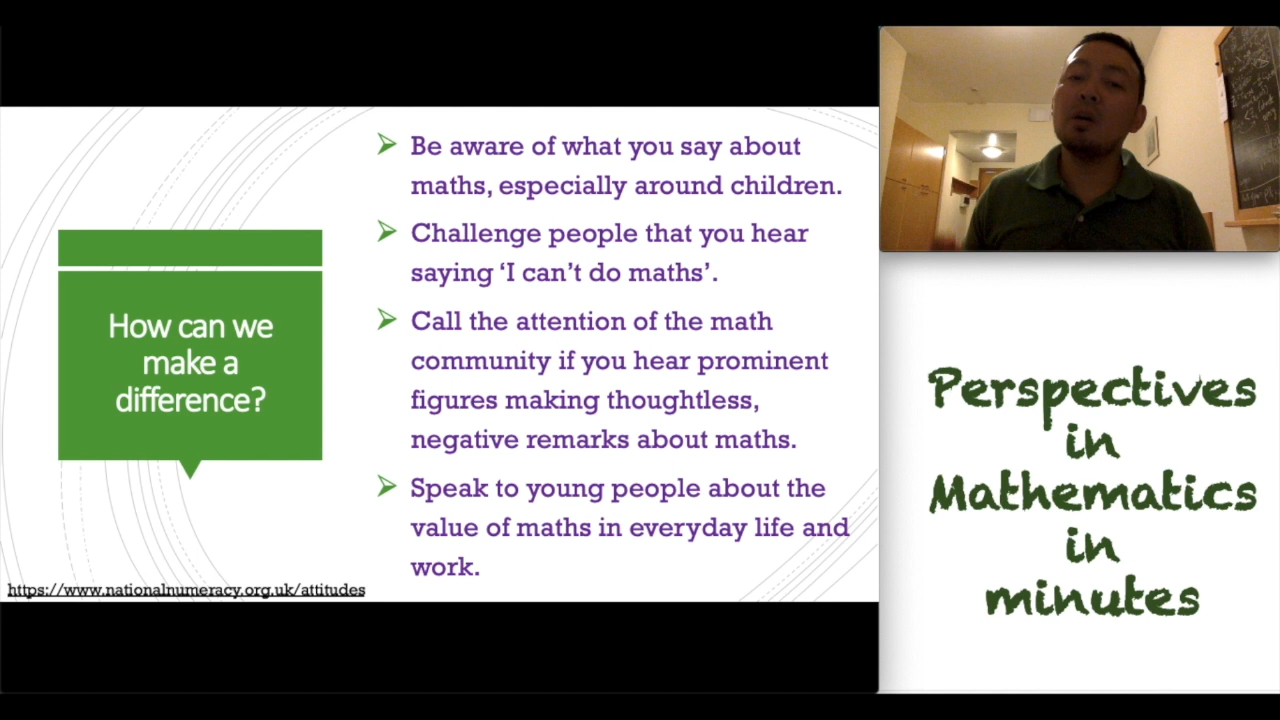 How can we
make a
difference?
Be aware of what you say about
maths, especially around children.
Challenge people that you hear
saying ‘I can’t do maths’.
Call the attention of the math
community if you hear prominent
figures making thoughtless,
negative remarks about maths.
Speak to young people about the
value of maths in everyday life and
work.
https://www.nationalnumeracy.org.uk/attitudes
Perspectives
in
Mathematics
in
minutes